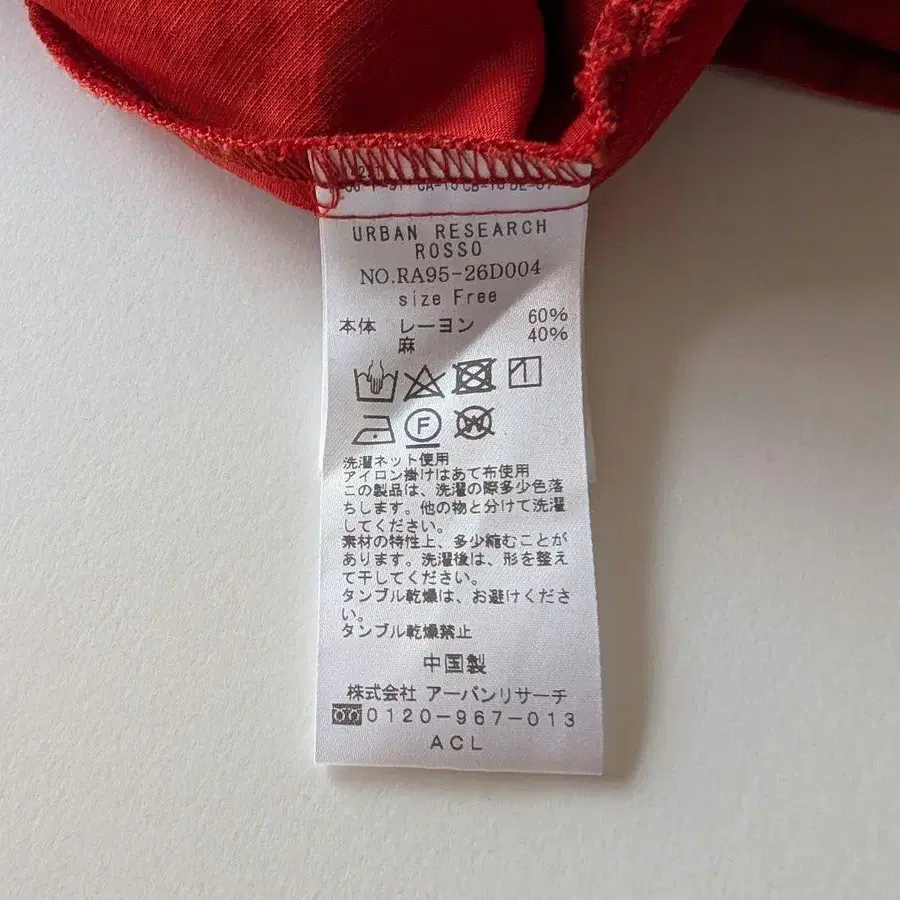 URBAN RESEARCH
ROSSO
NO.RA95-26D004
size Free
本体 レーヨン 60%
麻 40%
F W
洗濯ネット使用
アイロン掛けはあて布使用
この製品は、洗濯の際多少色落
ちします。他の物と分けて洗濯
してください。
素材の特性上、多少縮むことが
あります。洗濯後は、形を整え
て干してください。
タンブル乾燥は、お避けくださ
い。
タンブル乾燥禁止
中国製
株式会社 アーバンリサーチ
0120-967-013
ACL